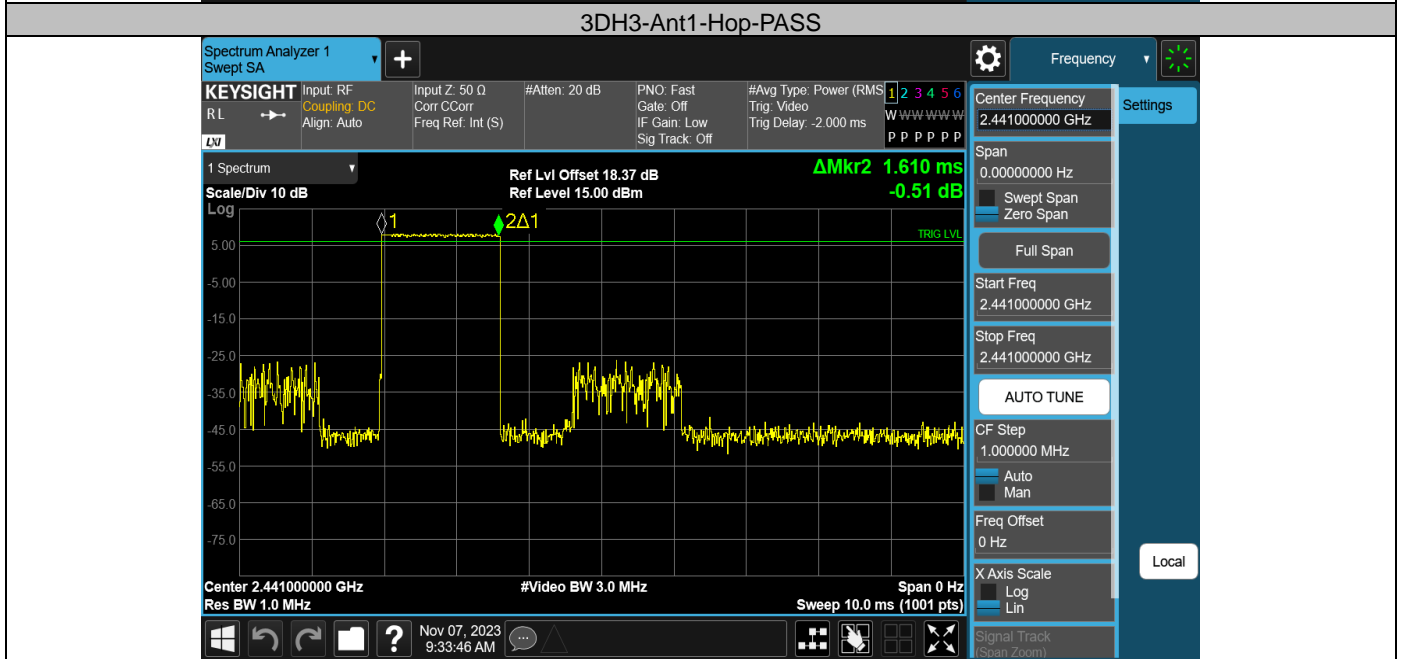 3DH3-Ant1-Hop-PASS
Spectrum Analyzer 1
Swept SA
+
Frequency
KEYSIGHT
R L
LXI
Input: RF
Coupling: DC
Align: Auto
Input Z: 50 Ω
Corr CCorr
Freq Ref: Int (S)
#Atten: 20 dB
PNO: Fast
Gate: Off
IF Gain: Low
Sig Track: Off
#Avg Type: Power (RMS
Trig: Video
Trig Delay: -2.000 ms
1 2 3 4 5 6
W W W W W W
P P P P P P
1 Spectrum
Scale/Div 10 dB
Log
Ref Lvl Offset 18.37 dB
Ref Level 15.00 dBm
ΔMkr2 1.610 ms
-0.51 dB
1
2Δ1
TRIG LVL
5.00
-5.00
-15.0
-25.0
-35.0
-45.0
-55.0
-65.0
-75.0
Center 2.441000000 GHz
Res BW 1.0 MHz
#Video BW 3.0 MHz
Span 0 Hz
Sweep 10.0 ms (1001 pts)
Center Frequency
2.441000000 GHz
Settings
Span
0.00000000 Hz
Swept Span
Zero Span
Full Span
Start Freq
2.441000000 GHz
Stop Freq
2.441000000 GHz
AUTO TUNE
CF Step
1.000000 MHz
Auto
Man
Freq Offset
0 Hz
X Axis Scale
Log
Lin
Local
Signal Track
(Span Zoom)
?
Nov 07, 2023
9:33:46 AM